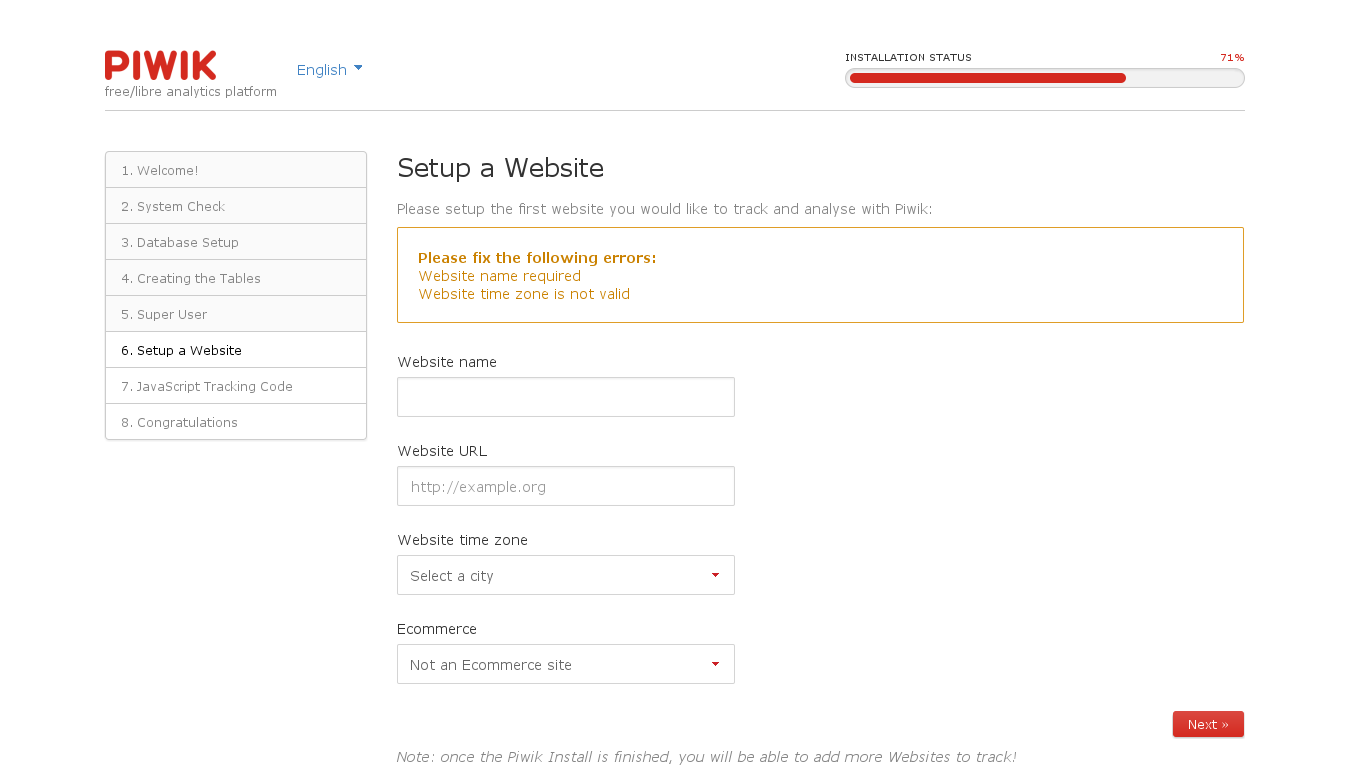 PIWIK
free/libre analytics platform
English
INSTALLATION STATUS 71%
1. Welcome!
2. System Check
3. Database Setup
4. Creating the Tables
5. Super User
6. Setup a Website
7. JavaScript Tracking Code
8. Congratulations
Setup a Website
Please setup the first website you would like to track and analyse with Piwik:
Please fix the following errors:
Website name required
Website time zone is not valid
Website name
Website URL
http://example.org
Website time zone
Select a city
Ecommerce
Not an Ecommerce site
Next »
Note: once the Piwik Install is finished, you will be able to add more Websites to track!